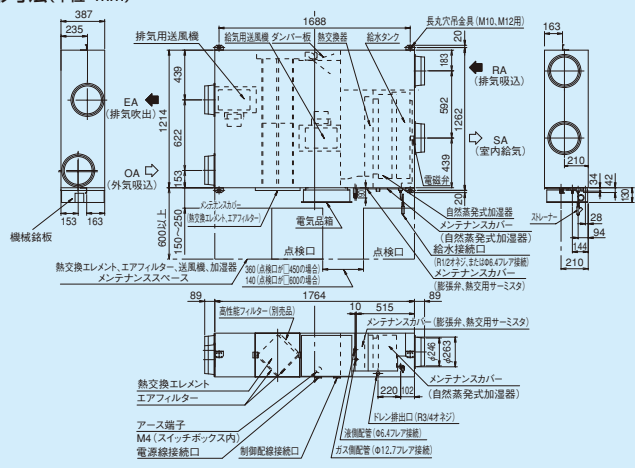 寸法(単位 mm)
387
235
1688
長丸穴吊金具(M10、M12用)
排気用送風機
給気用送風機
ダンパー板
熱交換器
給水タンク
20
163
439
EA
(排気吹出)
1214
622
OA
(外気吸込)
153
183
RA
(排気吸込)
592
1262
SA
(室内給気)
439
210
34
42
130
電磁弁
20
メンテナンスカバー
(熱交換エレメント、エアフィルター)
電気品箱
自然蒸発式加湿器
メンテナンスカバー
(自然蒸発式加湿器)
給水接続口
(R1/2オネジ、またはΦ6.4フレア接続)
メンテナンスカバー
(膨張弁、熱交用サーミスタ)
ストレーナー
28
94
144
210
153
163
機械銘板
600以上
150~250
点検口
点検口
熱交換エレメント、エアフィルター、送風機、加湿器
メンテナンススペース
360(点検口が□450の場合)
140(点検口が□600の場合)
89
1764
89
高性能フィルター(別売品)
10
515
メンテナンスカバー(膨張弁、熱交用サーミスタ)
φ246
φ263
熱交換エレメント
エアフィルター
220
102
メンテナンスカバー
(自然蒸発式加湿器)
アース端子
M4(スイッチボックス内)
電源線接続口
制御配線接続口
ドレン排出口(R3/4オネジ)
液側配管(Φ6.4フレア接続)
ガス側配管(Φ12.7フレア接続)